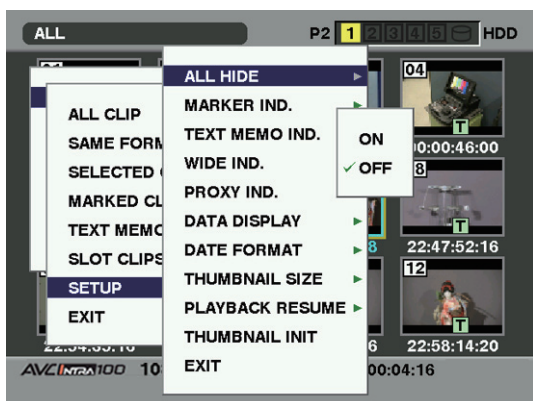 ALL
P2 1 2 3 4 5 HDD
ALL HIDE
MARKER IND.
TEXT MEMO IND.
WIDE IND.
PROXY IND.
DATA DISPLAY
DATE FORMAT
THUMBNAIL SIZE
PLAYBACK RESUME
THUMBNAIL INIT
EXIT
ON
OFF
ALL CLIP
SAME FORM
SELECTED
MARKED CL
TEXT MEMO
SLOT CLIPS
SETUP
EXIT
04
T
00:00:46:00
8
T
22:47:52:16
12
T
22:58:14:20
AVC INTRA 100 10
00:04:16